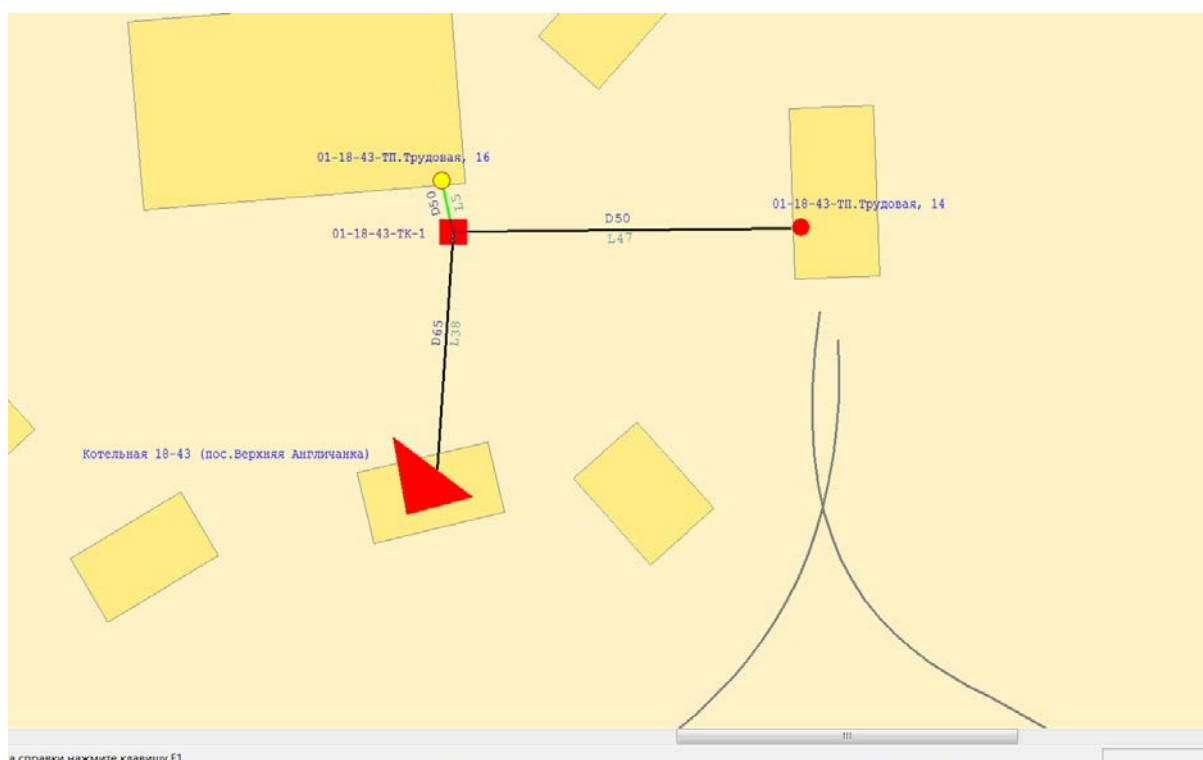 01-18-43-ТП.Трудовая, 16
D50
L5
01-18-43-ТП.Трудовая, 14
01-18-43-ТК-1
D50
L47
D65
L38
Котельная 18-43 (пос.Верхняя Англичанка)
а справки нажмите клавишу F1